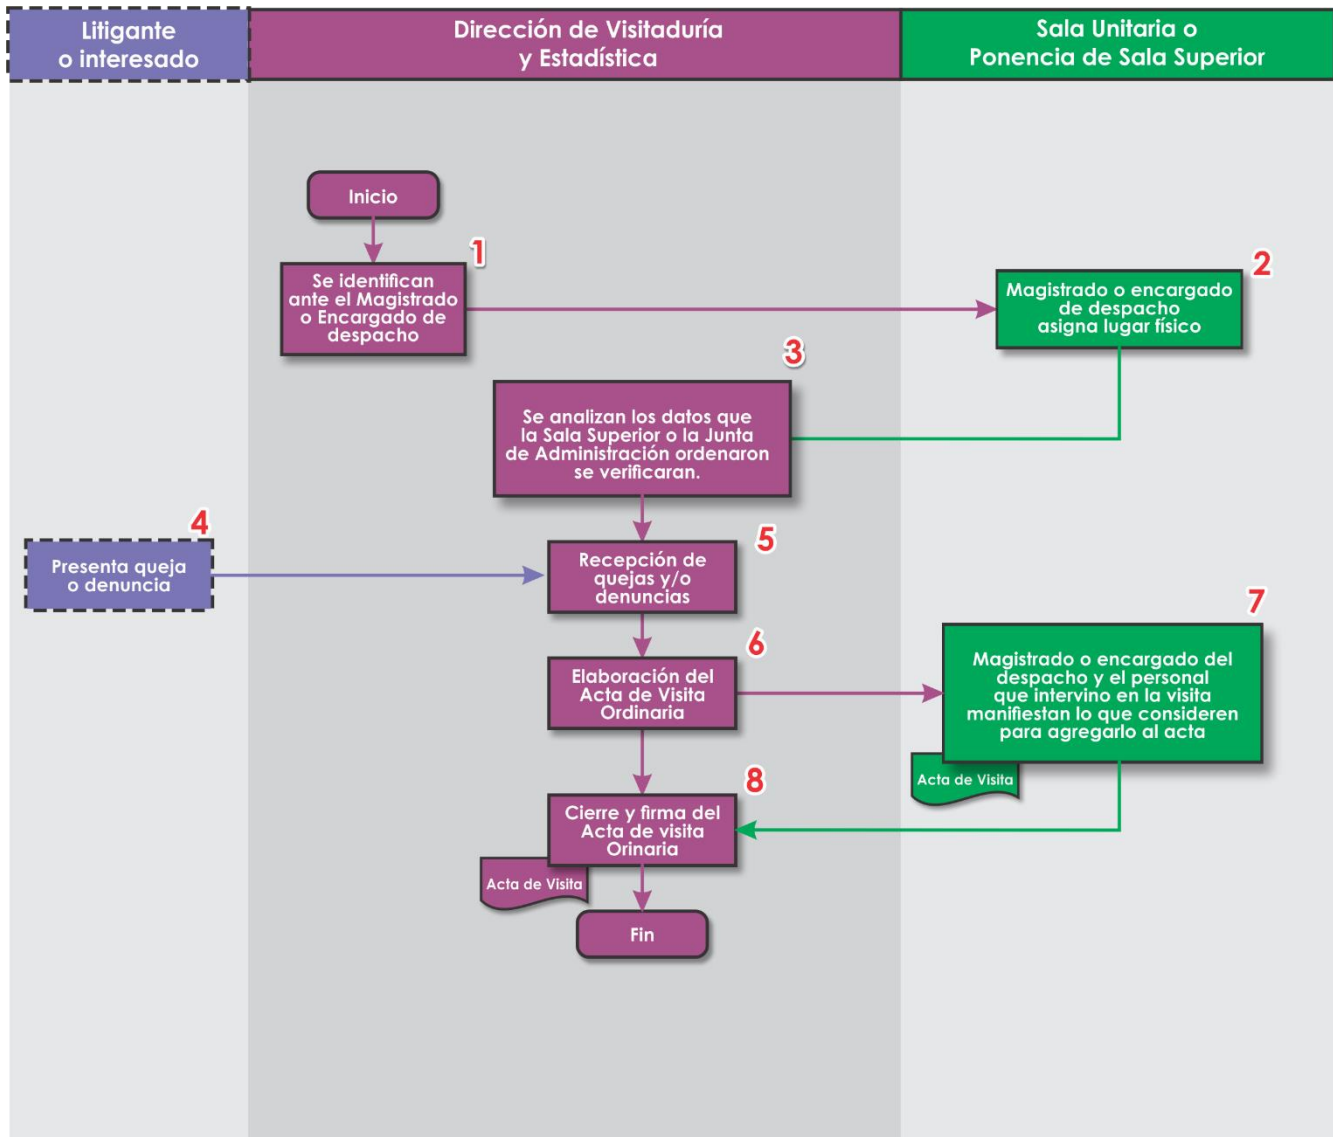 Litigante
o interesado
Dirección de Visitaduría
y Estadística
Sala Unitaria o
Ponencia de Sala Superior
Inicio
1
Se identifican
ante el Magistrado
o Encargado de
despacho
2
Magistrado o encargado
de despacho
asigna lugar físico
3
Se analizan los datos que
la Sala Superior o la Junta
de Administración ordenaron
se verificaran.
4
Presenta queja
o denuncia
5
Recepción de
quejas y/o
denuncias
6
Elaboración del
Acta de Visita
Ordinaria
7
Magistrado o encargado del
despacho y el personal
que intervino en la visita
manifiestan lo que consideren
para agregarlo al acta
Acta de Visita
8
Cierre y firma del
Acta de visita
Orinaria
Acta de Visita
Fin